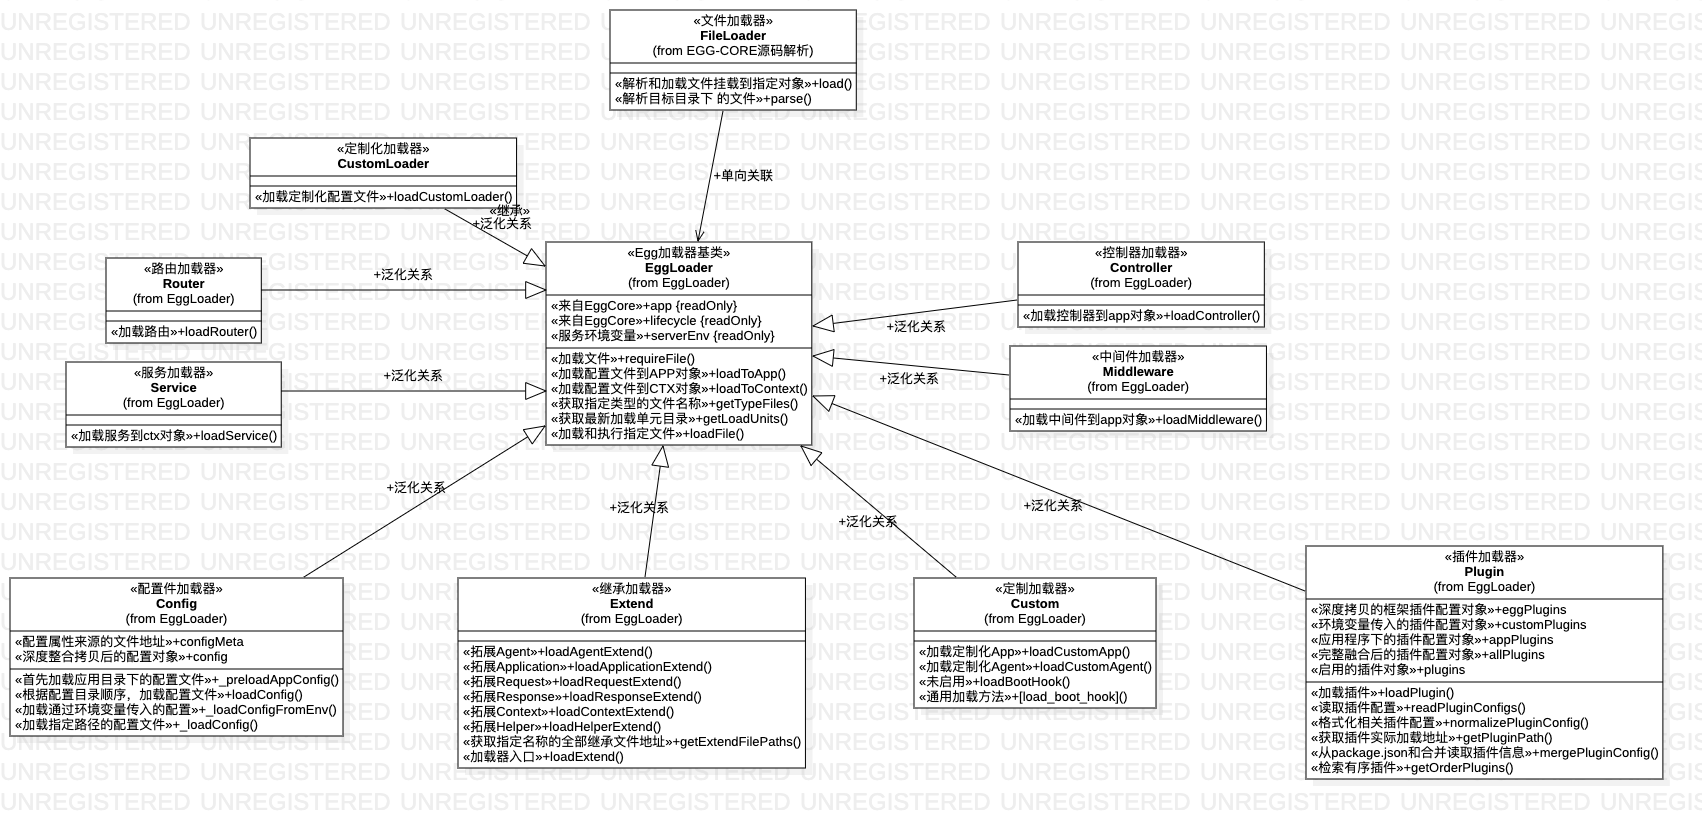 «文件加载器»
FileLoader
(from EGG-CORE源码解析)
«解析和加载文件挂载到指定对象»+load()
«解析目标目录下 的文件»+parse()
+单向关联
«定制化加载器»
CustomLoader
«加载定制化配置文件»+loadCustomLoader()
«继承»
+泛化关系
«路由加载器»
Router
(from EggLoader)
«加载路由»+loadRouter()
+泛化关系
«Egg加载器基类»
EggLoader
(from EggLoader)
«来自EggCore»+app {readOnly}
«来自EggCore»+lifecycle {readOnly}
«服务环境变量»+serverEnv {readOnly}
«加载文件»+requireFile()
«加载配置文件到APP对象»+loadToApp()
«加载配置文件到CTX对象»+loadToContext()
«获取指定类型的文件名称»+getTypeFiles()
«获取最新加载单元目录»+getLoadUnits()
«加载和执行指定文件»+loadFile()
«控制器加载器»
Controller
(from EggLoader)
«加载控制器到app对象»+loadController()
+泛化关系
«中间件加载器»
Middleware
(from EggLoader)
«加载中间件到app对象»+loadMiddleware()
+泛化关系
«服务加载器»
Service
(from EggLoader)
«加载服务到ctx对象»+loadService()
+泛化关系
+泛化关系
+泛化关系
+泛化关系
+泛化关系
«配置件加载器»
Config
(from EggLoader)
«配置属性来源的文件地址»+configMeta
«深度整合拷贝后的配置对象»+config
«首先加载应用目录下的配置文件»+_preloadAppConfig()
«根据配置目录顺序，加载配置文件»+loadConfig()
«加载通过环境变量传入的配置»+_loadConfigFromEnv()
«加载指定路径的配置文件»+_loadConfig()
«继承加载器»
Extend
(from EggLoader)
«拓展Agent»+loadAgentExtend()
«拓展Application»+loadApplicationExtend()
«拓展Request»+loadRequestExtend()
«拓展Response»+loadResponseExtend()
«拓展Context»+loadContextExtend()
«拓展Helper»+loadHelperExtend()
«获取指定名称的全部继承文件地址»+getExtendFilePaths()
«加载器入口»+loadExtend()
«定制加载器»
Custom
(from EggLoader)
«加载定制化App»+loadCustomApp()
«加载定制化Agent»+loadCustomAgent()
«未启用»+loadBootHook()
«通用加载方法»+[load_boot_hook]()
«插件加载器»
Plugin
(from EggLoader)
«深度拷贝的框架插件配置对象»+eggPlugins
«环境变量传入的插件配置对象»+customPlugins
«应用程序下的插件配置对象»+appPlugins
«完整融合后的插件配置对象»+allPlugins
«启用的插件对象»+plugins
«加载插件»+loadPlugin()
«读取插件配置»+readPluginConfigs()
«格式化相关插件配置»+normalizePluginConfig()
«获取插件实际加载地址»+getPluginPath()
«从package.json和合并读取插件信息»+mergePluginConfig()
«检索有序插件»+getOrderPlugins()